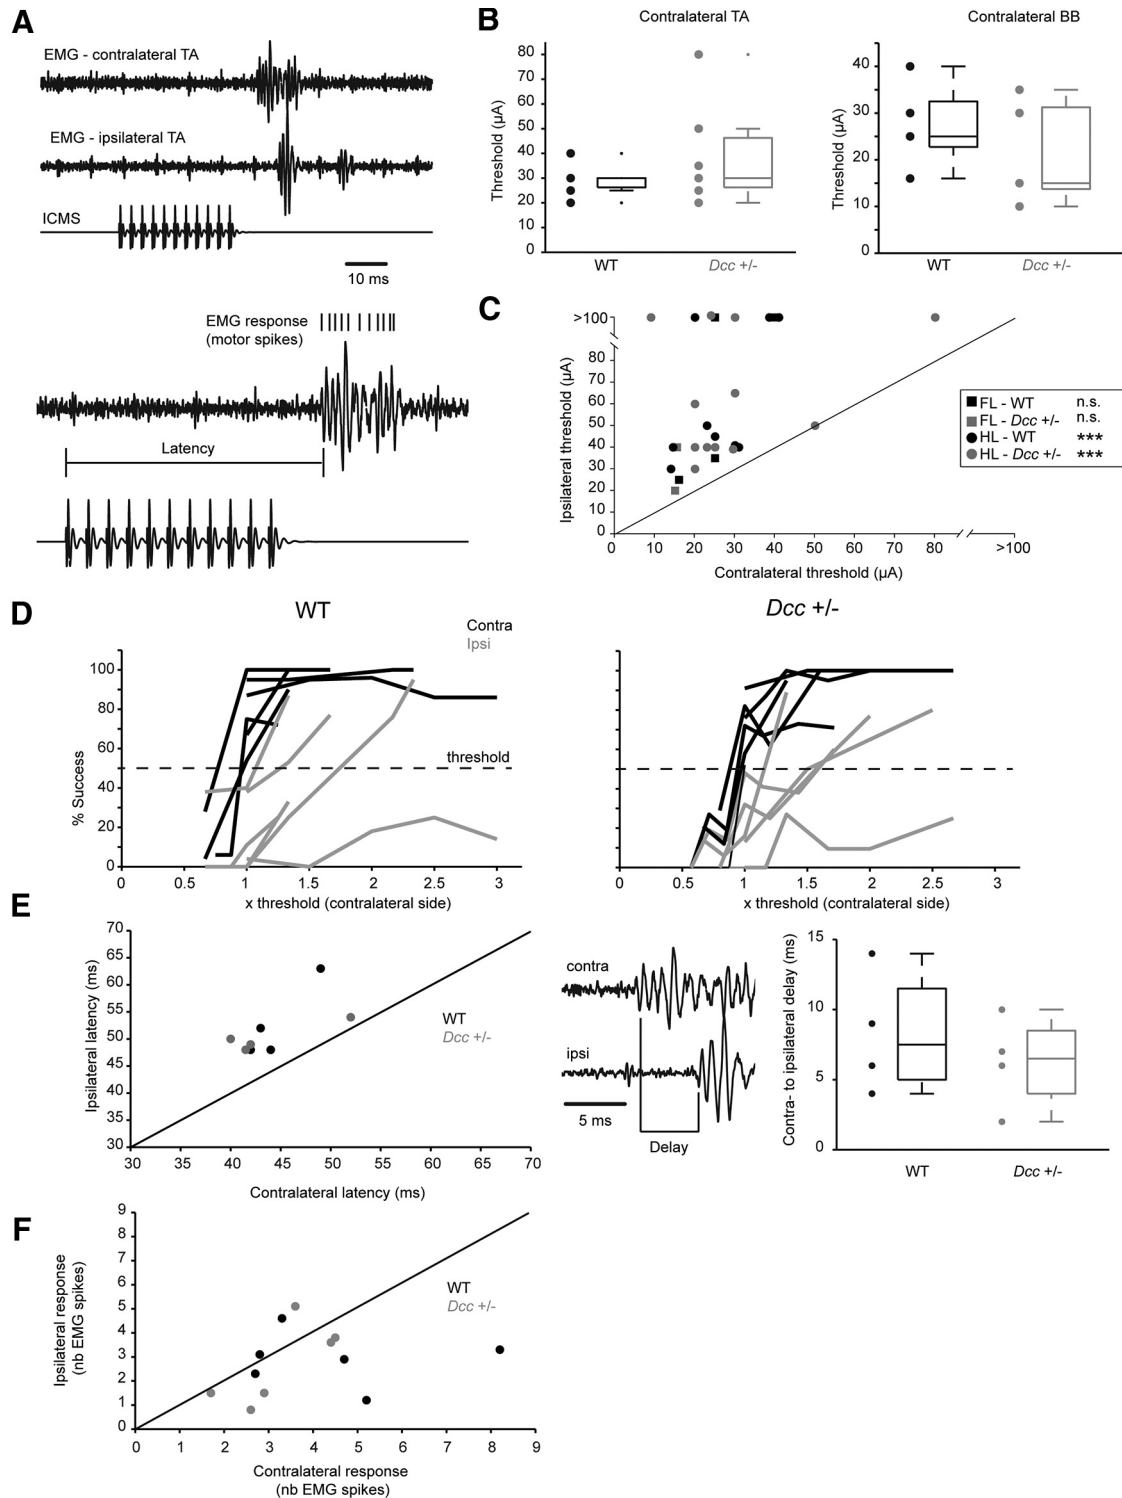 A
EMG - contralateral TA
EMG - ipsilateral TA
ICMS
10 ms
EMG response
(motor spikes)
Latency
B
Contralateral TA
Threshold (µA)
80
70
60
50
40
30
20
10
0
WT
Dcc +/-
Contralateral BB
Threshold (µA)
40
30
20
10
0
WT
Dcc +/-
C
Ipsilateral threshold (µA)
>100
80
70
60
50
40
30
20
10
0
0 10 20 30 40 50 60 70 80 >100
Contralateral threshold (µA)
FL - WT n.s.
FL - Dcc +/- n.s.
HL - WT ***
HL - Dcc +/- ***
D
WT
Contra
Ipsi
% Success
100
80
60
40
20
0
threshold
0 0.5 1 1.5 2 2.5 3
x threshold (contralateral side)
Dcc +/-
0 0.5 1 1.5 2 2.5 3
x threshold (contralateral side)
E
Ipsilateral latency (ms)
70
65
60
55
50
45
40
35
30
WT
Dcc +/-
30 35 40 45 50 55 60 65 70
Contralateral latency (ms)
contra
ipsi
5 ms
Delay
Contra- to ipsilateral delay (ms)
15
10
5
0
WT
Dcc +/-
F
Ipsilateral response
(nb EMG spikes)
9
8
7
6
5
4
3
2
1
0
WT
Dcc +/-
0 1 2 3 4 5 6 7 8 9
Contralateral response
(nb EMG spikes)